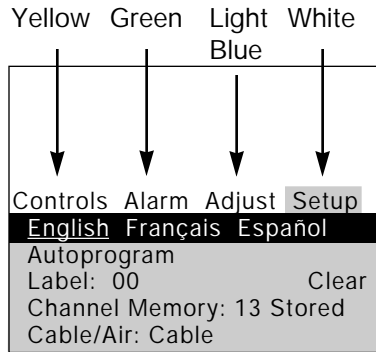 Yellow Green Light Blue White
Controls Alarm Adjust Setup
English Français Español
Autoprogram
Label: 00 Clear
Channel Memory: 13 Stored
Cable/Air: Cable